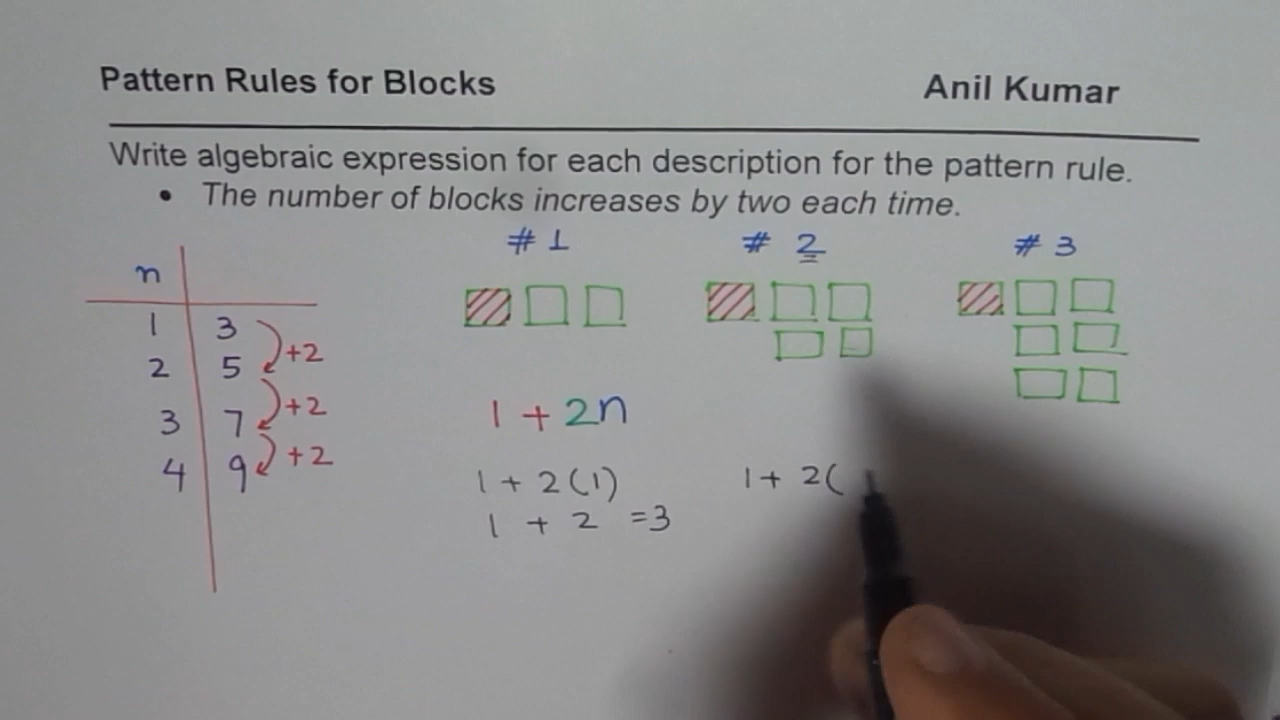 Pattern Rules for Blocks Anil Kumar
Write algebraic expression for each description for the pattern rule.
• The number of blocks increases by two each time.
# 1 # 2 # 3
n
1 3
+2
2 5
+2
3 7
+2
4 9
1 + 2n
1 + 2(1) 1 + 2(
1 + 2 = 3